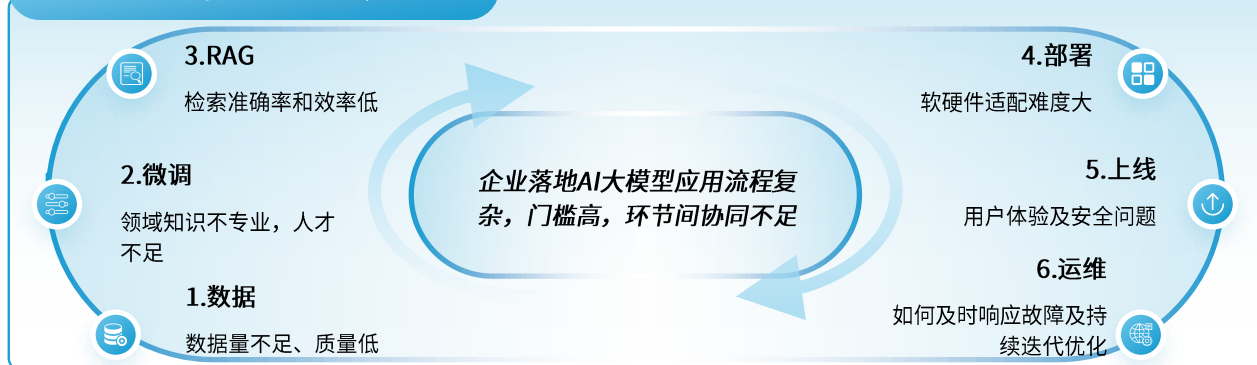 3.RAG
检索准确率和效率低
2.微调
领域知识不专业，人才
不足
1.数据
数据量不足、质量低
企业落地AI大模型应用流程复
杂，门槛高，环节间协同不足
4.部署
软硬件适配难度大
5.上线
用户体验及安全问题
6.运维
如何及时响应故障及持
续迭代优化